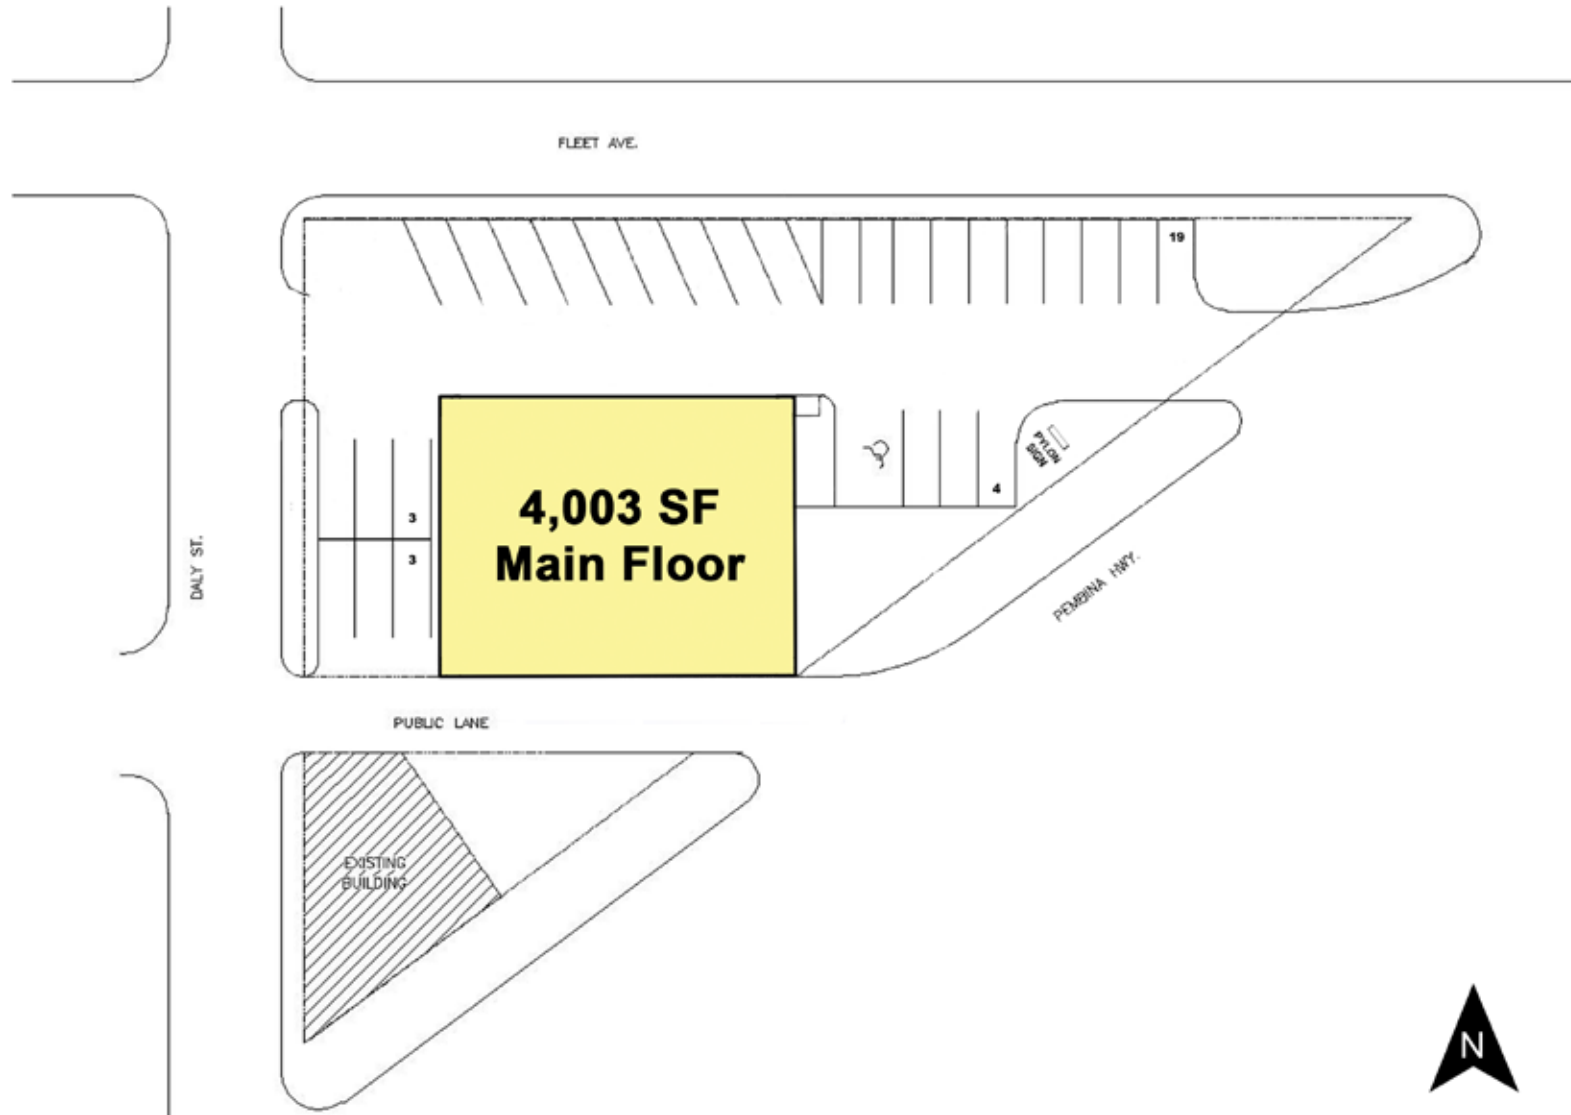 FLEET AVE.
19
4,003 SF
Main Floor
3
3
4
PYLON
SIGN
DALY ST.
PEMBINA HWY.
PUBLIC LANE
EXISTING
BUILDING
N